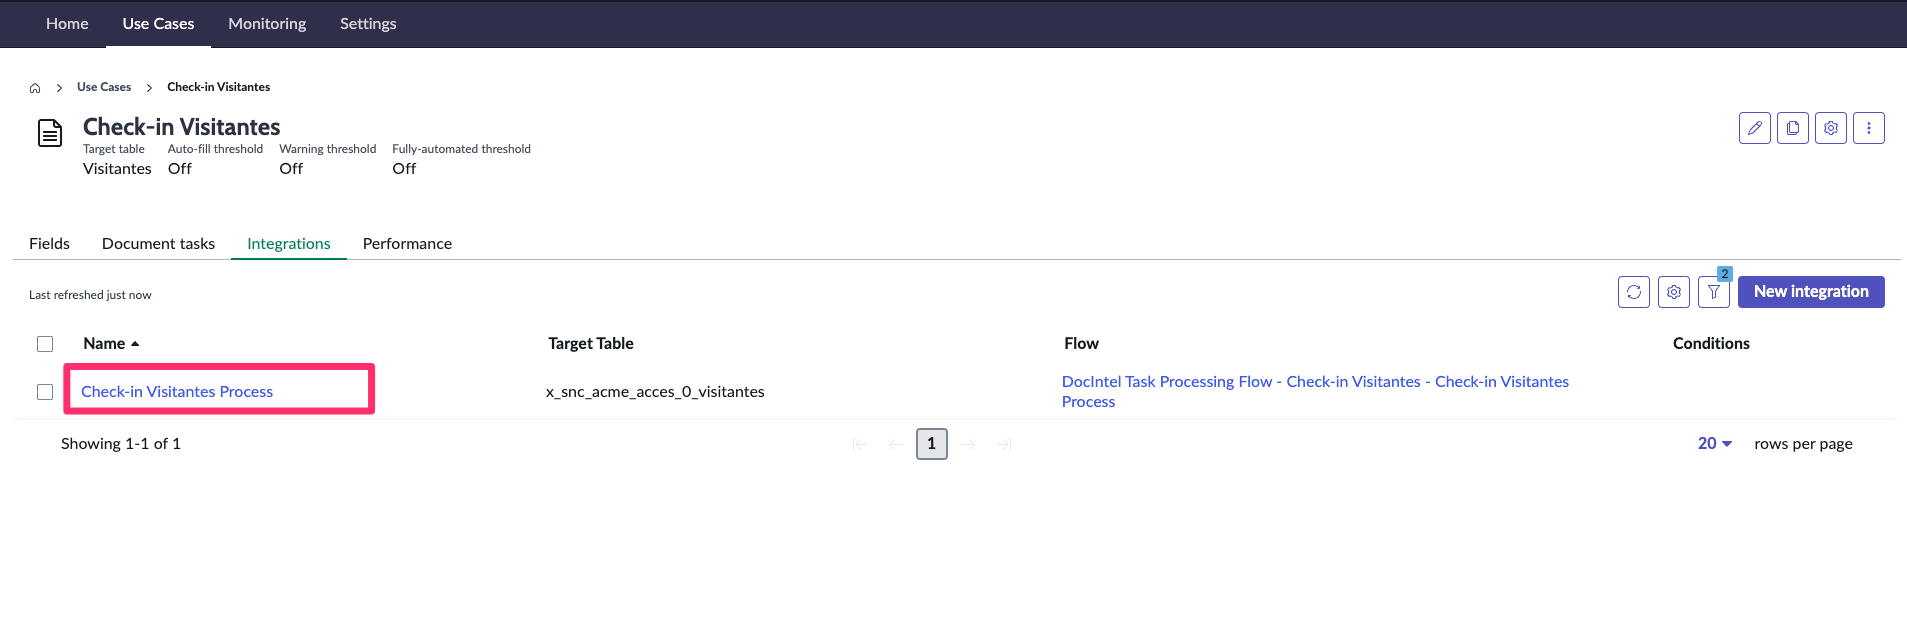 Home Use Cases Monitoring Settings
Use Cases Check-in Visitantes
Check-in Visitantes
Target table Auto-fill threshold Warning threshold Fully-automated threshold
Visitantes Off Off Off
Fields Document tasks Integrations Performance
2
Last refreshed just now New integration
Name Target Table Flow Conditions
Check-in Visitantes Process x_snc_acme_acces_0_visitantes DocIntel Task Processing Flow - Check-in Visitantes - Check-in Visitantes
Process
Showing 1-1 of 1 1 20 rows per page